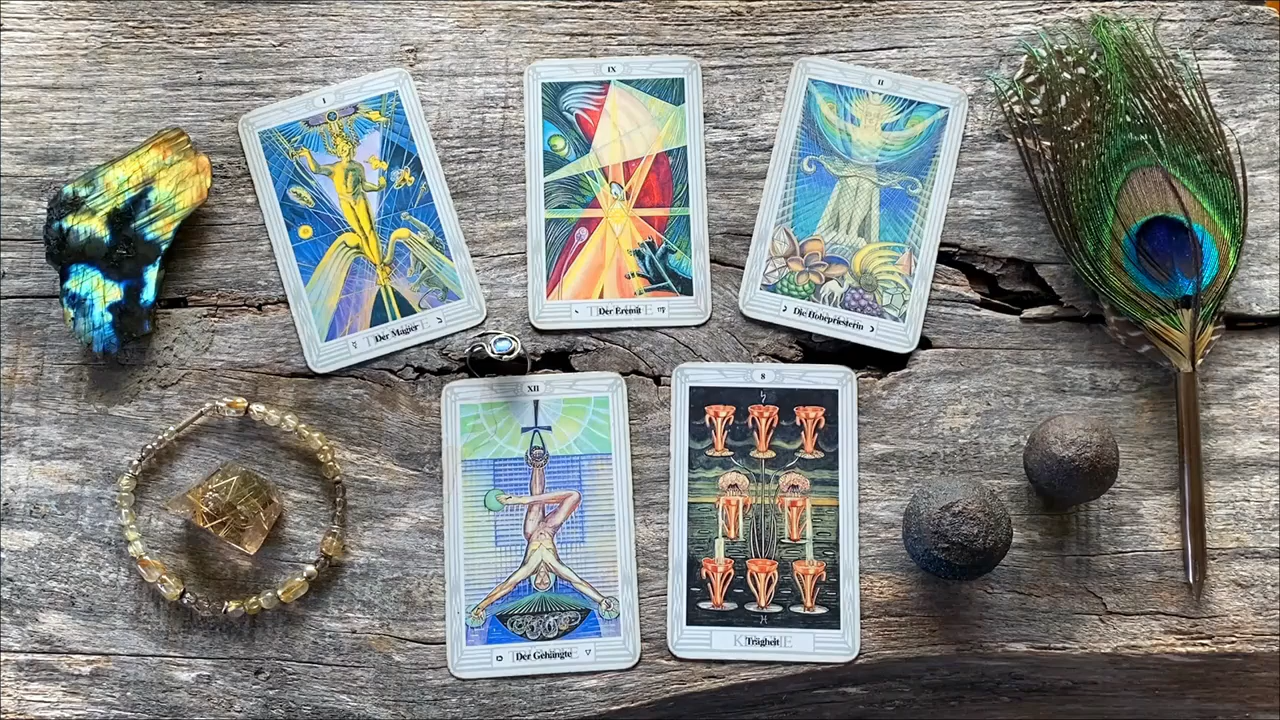 I
Der Magier
IX
Der Eremit
II
Die Hohepriesterin
XII
Der Gehängte
8
Trägheit